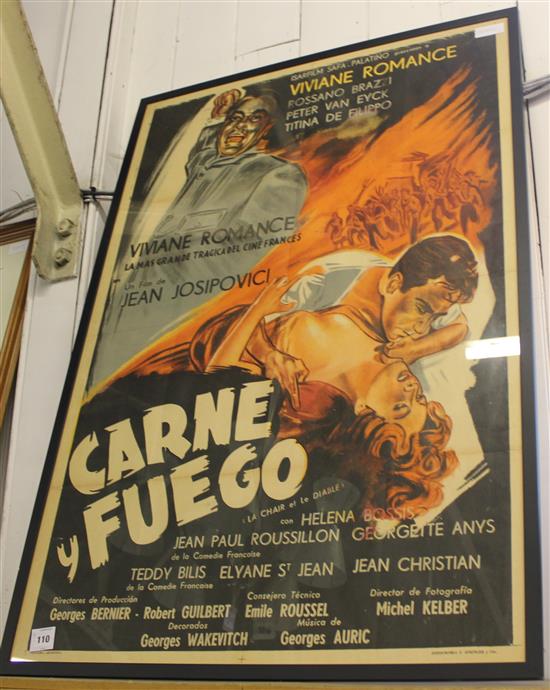 ISARFILM SAFA-PALATINO
VIVIANE ROMANCE
ROSSANO BRAZZI
PETER VAN EYCK
TITINA DE FILIPPO
VIVIANE ROMANCE
LA MAS GRANDE TRAGICA DEL CINE FRANCES
en Un Film de
JEAN JOSIPOVICI
CARNE
y FUEGO
(LA CHAIR et Le DIABLE)
con HELENA BOSSIS
JEAN PAUL ROUSSILLON GEORGETTE ANYS
de la Comedie Francaise
TEDDY BILIS ELYANE ST JEAN JEAN CHRISTIAN
de la Comedie Francaise
Directores de Producción Consejero Técnico Director de Fotografía
Georges BERNIER - Robert GUILBERT Emile ROUSSEL Michel KELBER
Decorados Música de
Georges WAKEVITCH Georges AURIC
110